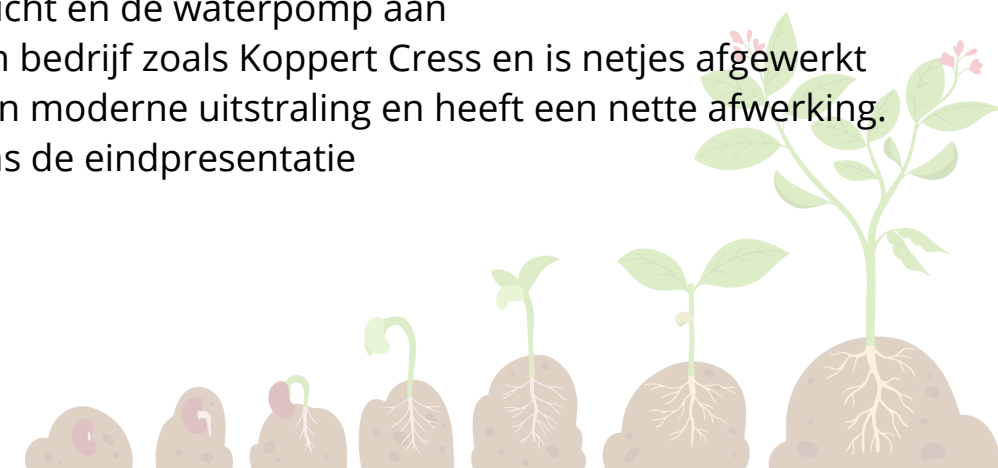 icht en de waterpomp aan
n bedrijf zoals Koppert Cress en is netjes afgewerkt
n moderne uitstraling en heeft een nette afwerking.
s de eindpresentatie